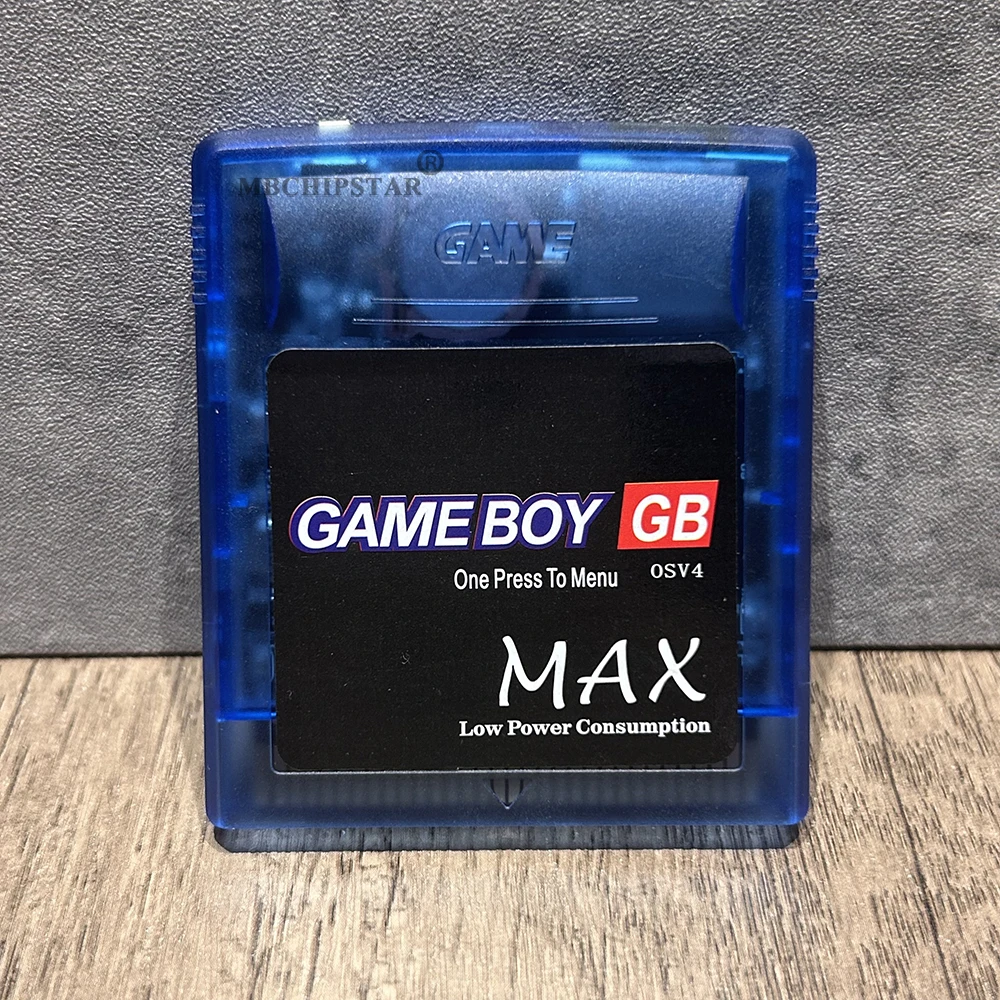 MBCHIPSTAR®
GAME
GAME BOY GB
One Press To Menu OSV4
MAX
Low Power Consumption